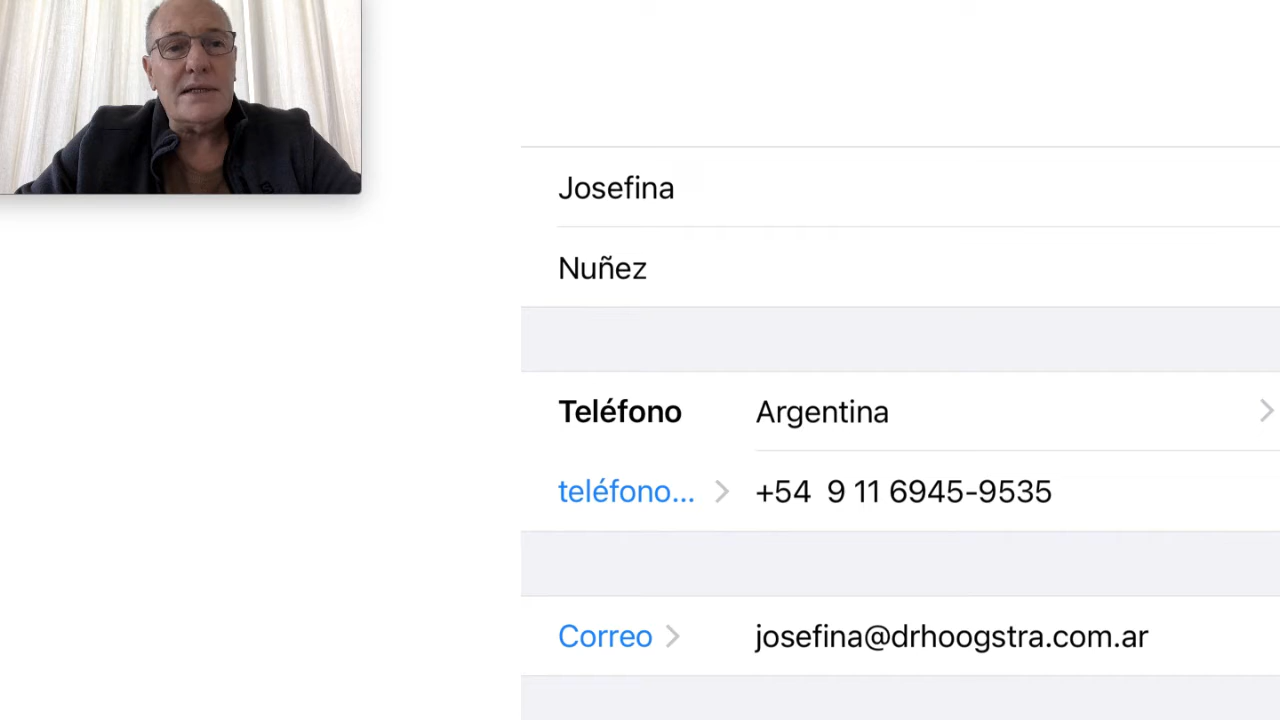 Josefina
Nuñez
Teléfono Argentina
teléfono... +54 9 11 6945-9535
Correo josefina@drhoogstra.com.ar